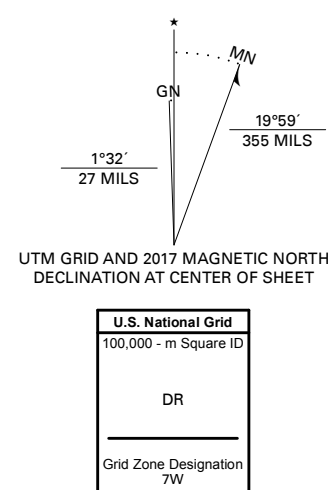 ★
MN
GN
19°59´
355 MILS
1°32´
27 MILS
UTM GRID AND 2017 MAGNETIC NORTH
DECLINATION AT CENTER OF SHEET
U.S. National Grid
100,000 - m Square ID
DR
Grid Zone Designation
7W